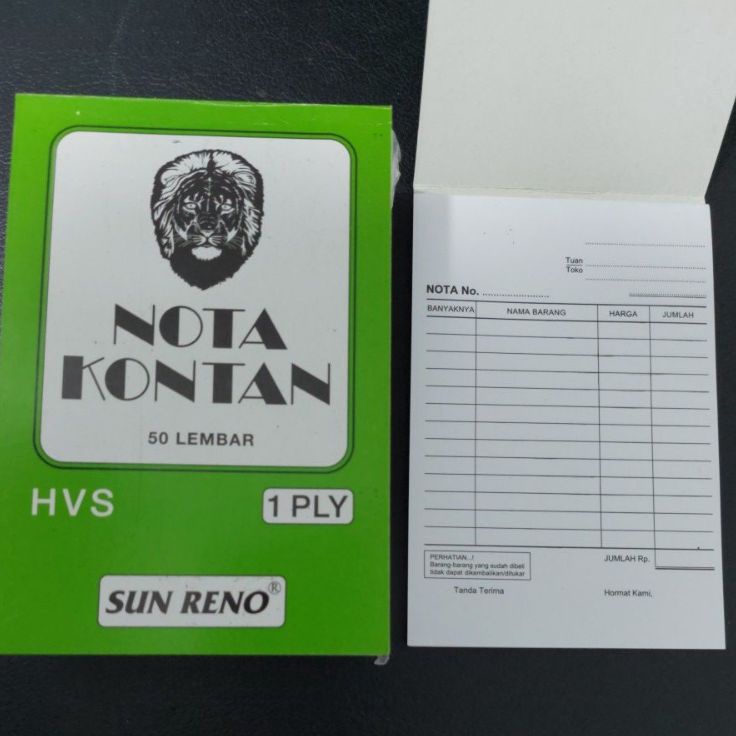 NOTA
KONTAN
50 LEMBAR
HVS
1 PLY
SUN RENO®
Tuan
Toko
NOTA No. ........................
BANYAKNYA NAMA BARANG HARGA JUMLAH
PERHATIAN...!
Barang-barang yang sudah dibeli
tidak dapat dikembalikan/ditukar
JUMLAH Rp.
Tanda Terima Hormat Kami,